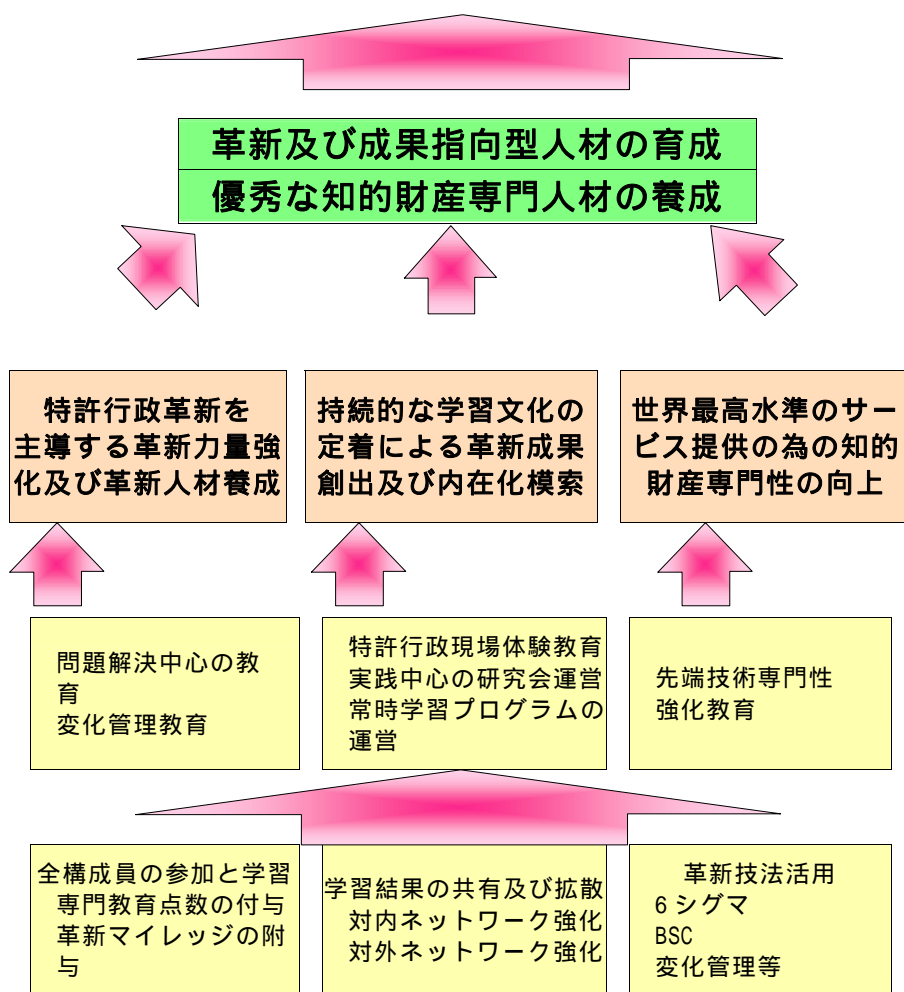 革新及び成果指向型人材の育成
優秀な知的財産専門人材の養成
特許行政革新を
主導する革新力量強
化及び革新人材養成
持続的な学習文化の
定着による革新成果
創出及び内在化模索
世界最高水準のサー
ビス提供の為の知的
財産専門性の向上
問題解決中心の教
育
変化管理教育
特許行政現場体験教育
実践中心の研究会運営
常時学習プログラムの
運営
先端技術専門性
強化教育
全構成員の参加と学習
専門教育点数の付与
革新マイレッジの附
与
学習結果の共有及び拡散
対内ネットワーク強化
対外ネットワーク強化
革新技法活用
6シグマ
BSC
変化管理等